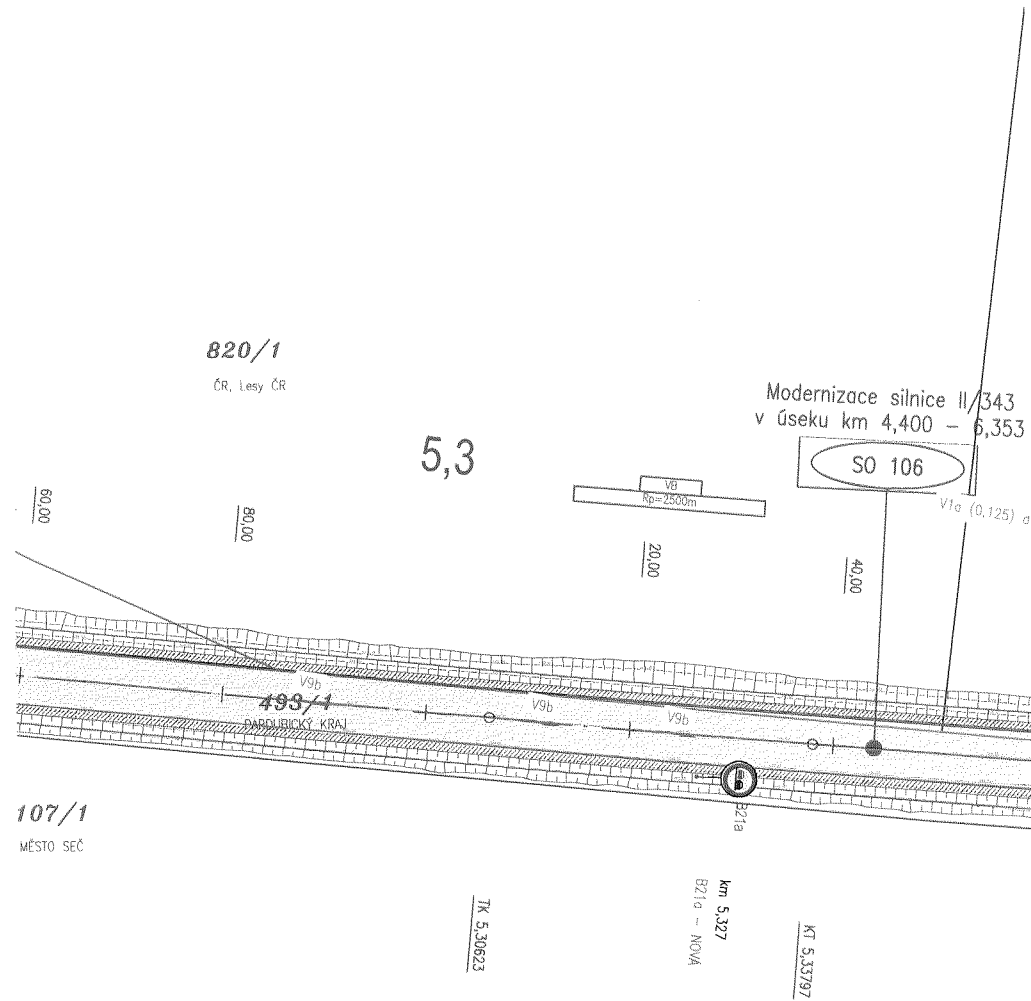 820/1
ČR, Lesy ČR
Modernizace silnice II/343
v úseku km 4,400 – 6,353
SO 106
5,3
VB
Rp=2500m
V1a (0,125) d
60,00
80,00
20,00
40,00
V9b
V9b
V9b
493/1
PARDUBICKÝ KRAJ
B21a
107/1
MĚSTO SEČ
TK 5,30623
km 5,327
B21a – NOVÁ
KT 5,33797